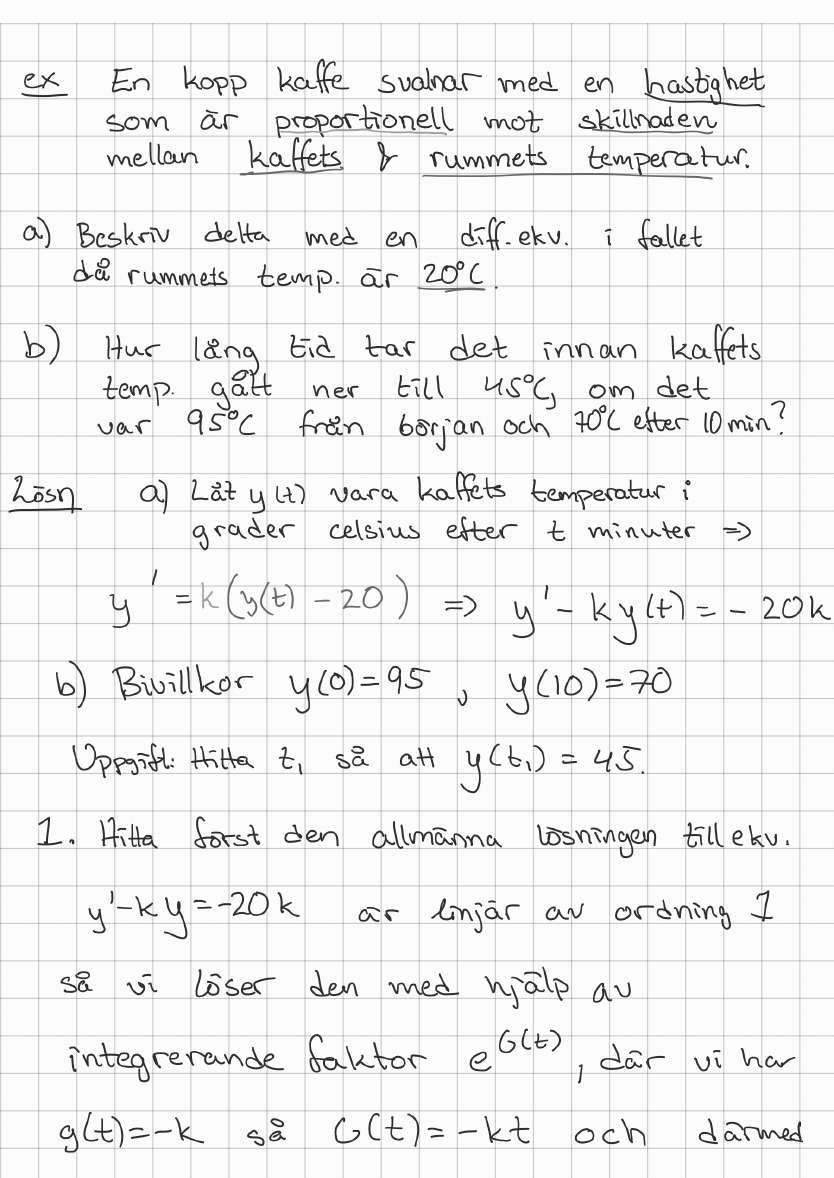 ex En kopp kaffe svalnar med en hastighet
som är proportionell mot skillnaden
mellan kaffets & rummets temperatur.
a) Beskriv detta med en diff.ekv. i fallet
då rummets temp. är 20°C.
b) Hur lång tid tar det innan kaffets
temp. gått ner till 45°C, om det
var 95°C från början och 70°C efter 10 min?
Lösn a) Låt y(t) vara kaffets temperatur i
grader celsius efter t minuter =>
y' = k(y(t) - 20) => y' - ky(t) = - 20k
b) Bivillkor y(0)=95, y(10)=70
Uppgift: Hitta t₁ så att y(t₁) = 45.
1. Hitta först den allmänna lösningen till ekv.
y'-ky=-20k är linjär av ordning 1
så vi löser den med hjälp av
integrerande faktor e^G(t), där vi har
g(t)=-k så G(t)=-kt och därmed